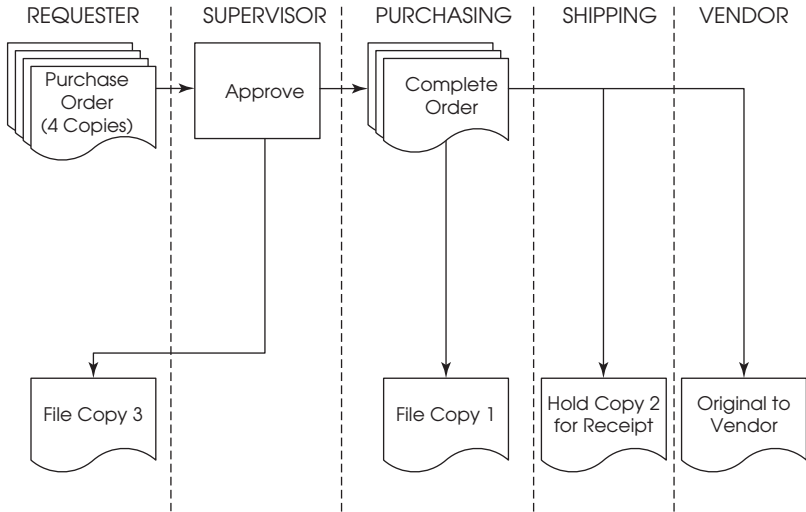 REQUESTER
SUPERVISOR
PURCHASING
SHIPPING
VENDOR
Purchase
Order
(4 Copies)
Approve
Complete
Order
File Copy 3
File Copy 1
Hold Copy 2
for Receipt
Original to
Vendor